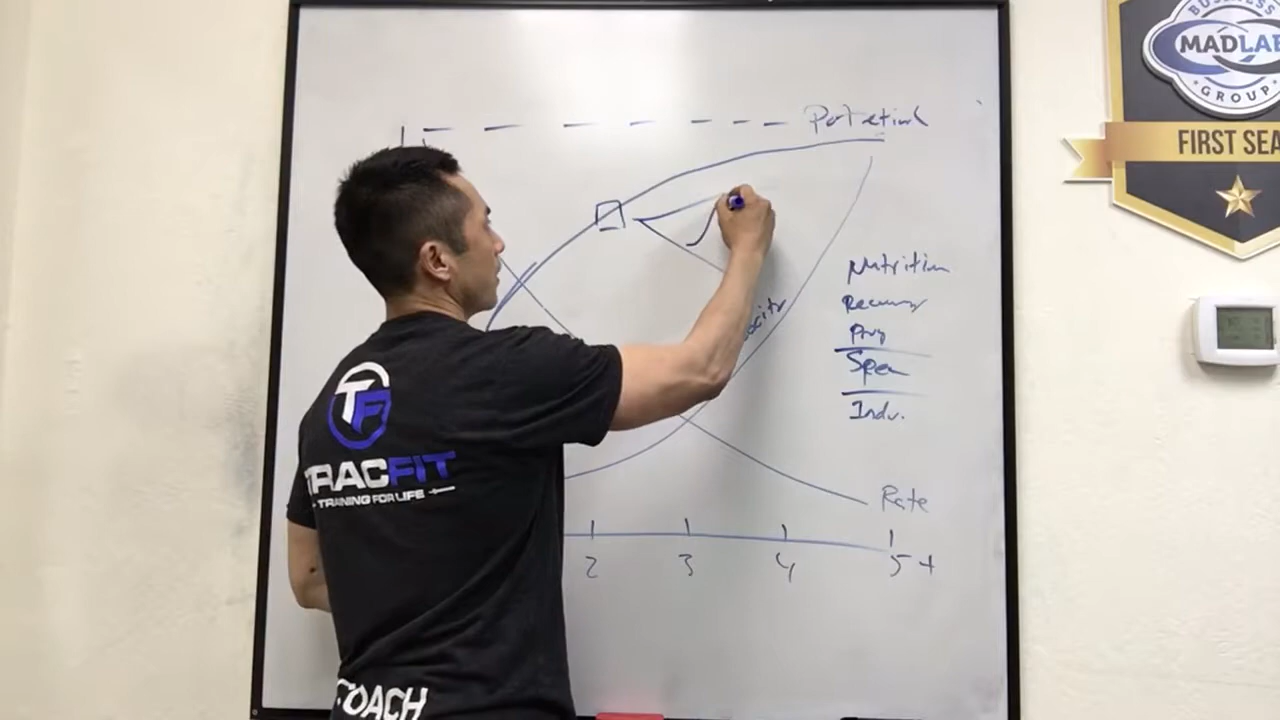 Potential
Nutrition
Recovery
Prog
Spec
Indv.
Rate
2
3
4
5+
TF
TRACFIT
TRAINING FOR LIFE
COACH
BUSINESS
MADLAB
GROUP
FIRST SEA